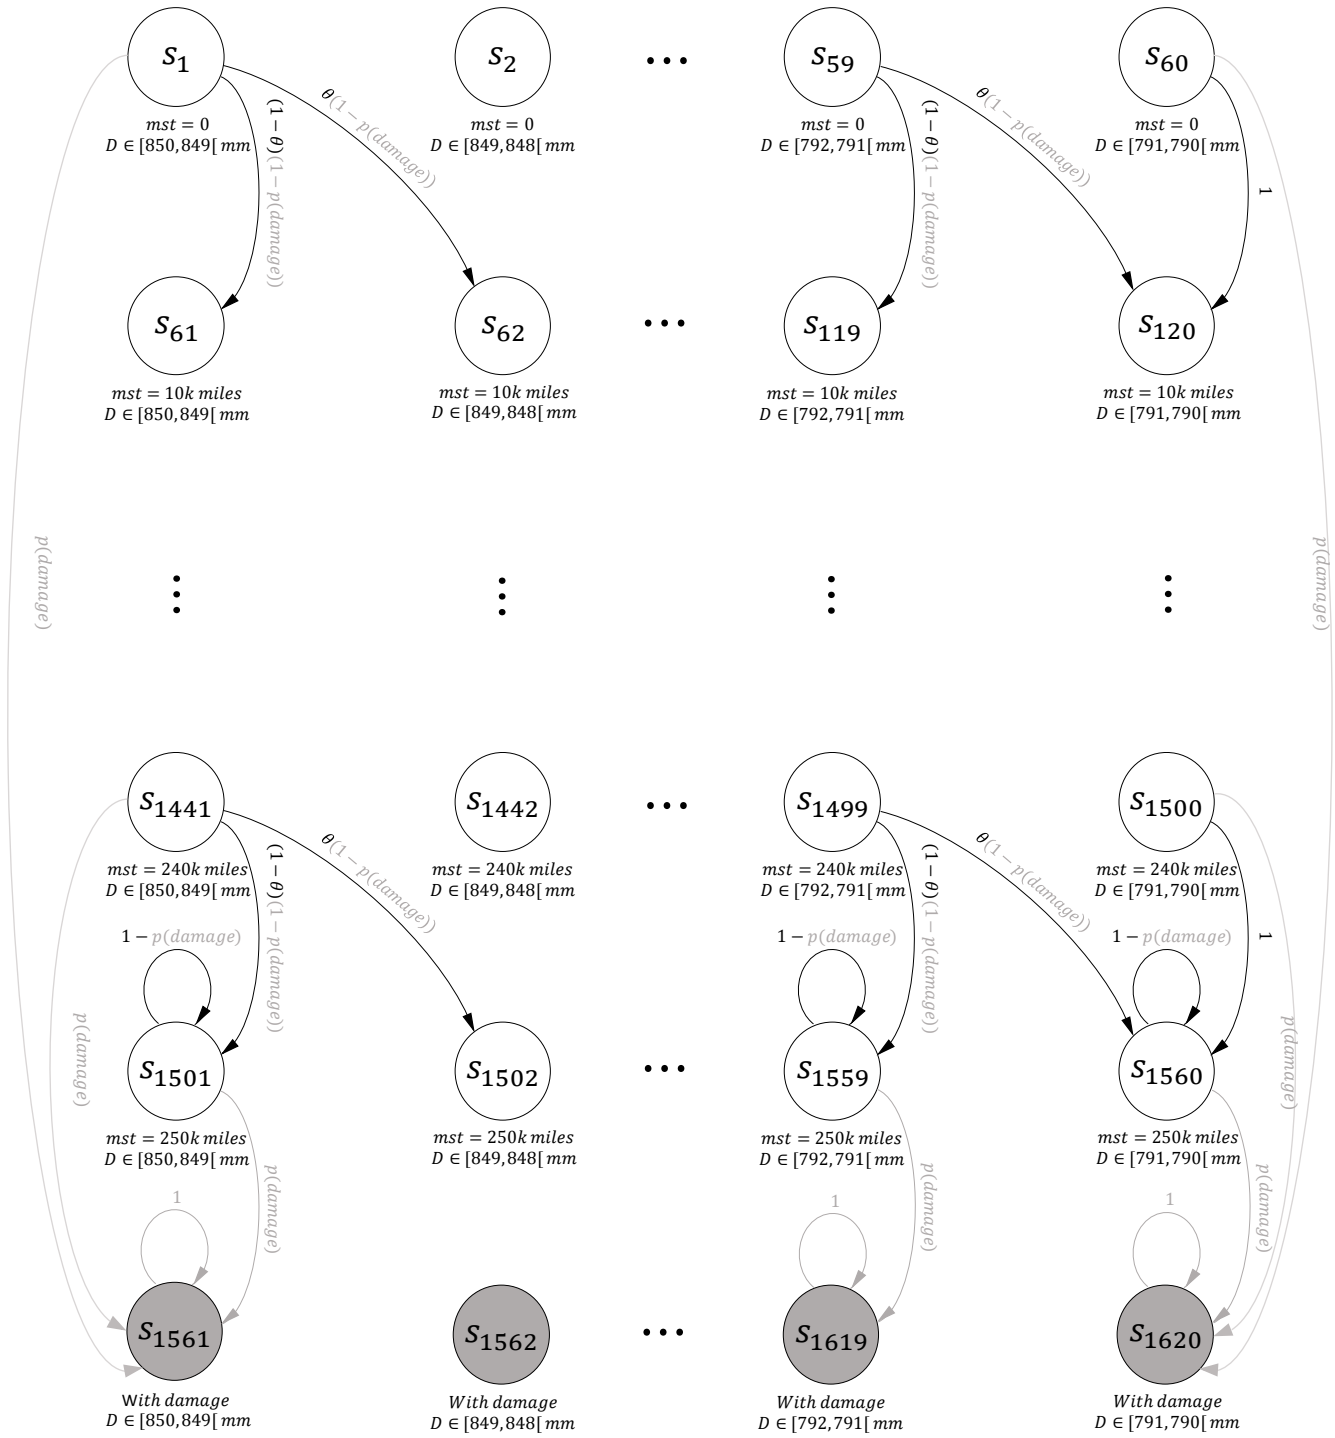 S₁
S₂
...
S₅₉
S₆₀
mst = 0
D ∈ [850,849[ mm
mst = 0
D ∈ [849,848[ mm
mst = 0
D ∈ [792,791[ mm
mst = 0
D ∈ [791,790[ mm
(1 − θ)(1 − p(damage))
θ(1 − p(damage))
(1 − θ)(1 − p(damage))
θ(1 − p(damage))
1
S₆₁
S₆₂
...
S₁₁₉
S₁₂₀
mst = 10k miles
D ∈ [850,849[ mm
mst = 10k miles
D ∈ [849,848[ mm
mst = 10k miles
D ∈ [792,791[ mm
mst = 10k miles
D ∈ [791,790[ mm
p(damage)
p(damage)
S₁₄₄₁
S₁₄₄₂
...
S₁₄₉₉
S₁₅₀₀
mst = 240k miles
D ∈ [850,849[ mm
mst = 240k miles
D ∈ [849,848[ mm
mst = 240k miles
D ∈ [792,791[ mm
mst = 240k miles
D ∈ [791,790[ mm
(1 − θ)(1 − p(damage))
θ(1 − p(damage))
(1 − θ)(1 − p(damage))
θ(1 − p(damage))
1
1 − p(damage)
1 − p(damage)
1 − p(damage)
p(damage)
p(damage)
S₁₅₀₁
S₁₅₀₂
...
S₁₅₅₉
S₁₅₆₀
mst = 250k miles
D ∈ [850,849[ mm
mst = 250k miles
D ∈ [849,848[ mm
mst = 250k miles
D ∈ [792,791[ mm
mst = 250k miles
D ∈ [791,790[ mm
p(damage)
p(damage)
p(damage)
1
1
1
S₁₅₆₁
S₁₅₆₂
...
S₁₆₁₉
S₁₆₂₀
With damage
D ∈ [850,849[ mm
With damage
D ∈ [849,848[ mm
With damage
D ∈ [792,791[ mm
With damage
D ∈ [791,790[ mm